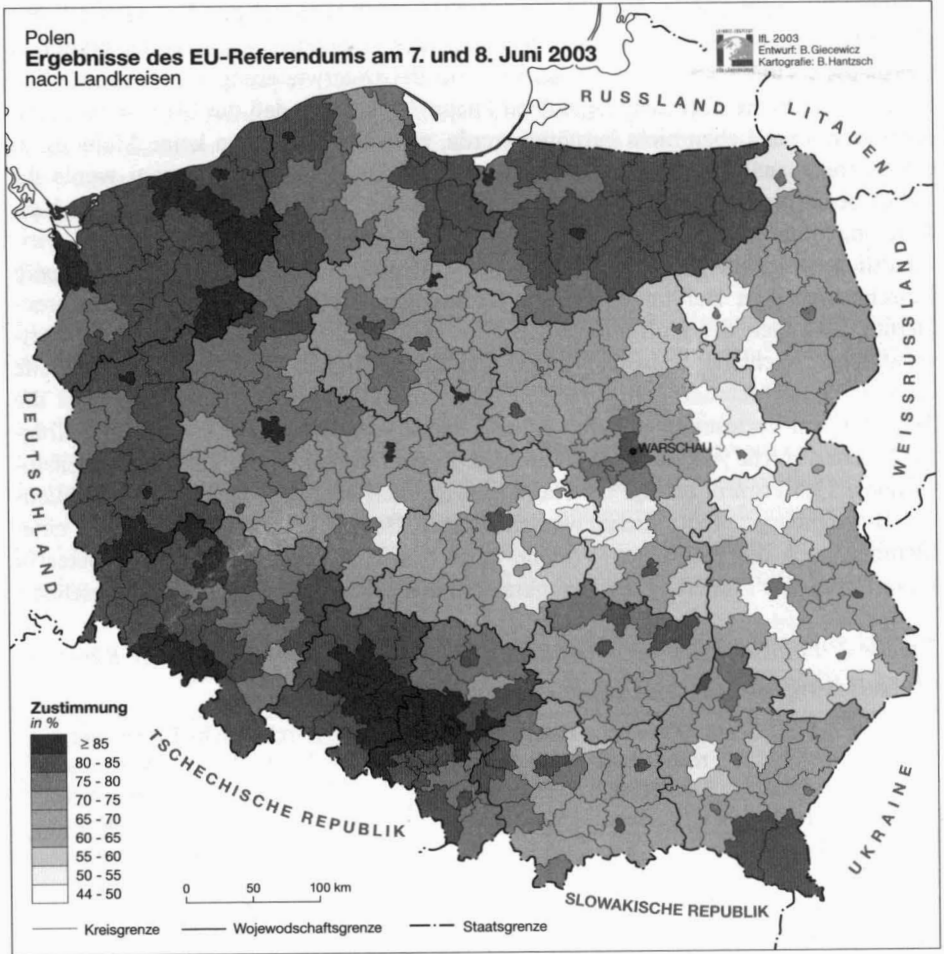 Polen
Ergebnisse des EU-Referendums am 7. und 8. Juni 2003
nach Landkreisen
IfL 2003
Entwurf: B. Giecewicz
Kartografie: B. Hantzsch
RUSSLAND
LITAUEN
WEISSRUSSLAND
DEUTSCHLAND
WARSCHAU
TSCHECHISCHE REPUBLIK
SLOWAKISCHE REPUBLIK
UKRAINE
Zustimmung
in %
≥ 85
80 - 85
75 - 80
70 - 75
65 - 70
60 - 65
55 - 60
50 - 55
44 - 50
0 50 100 km
Kreisgrenze Wojewodschaftsgrenze Staatsgrenze